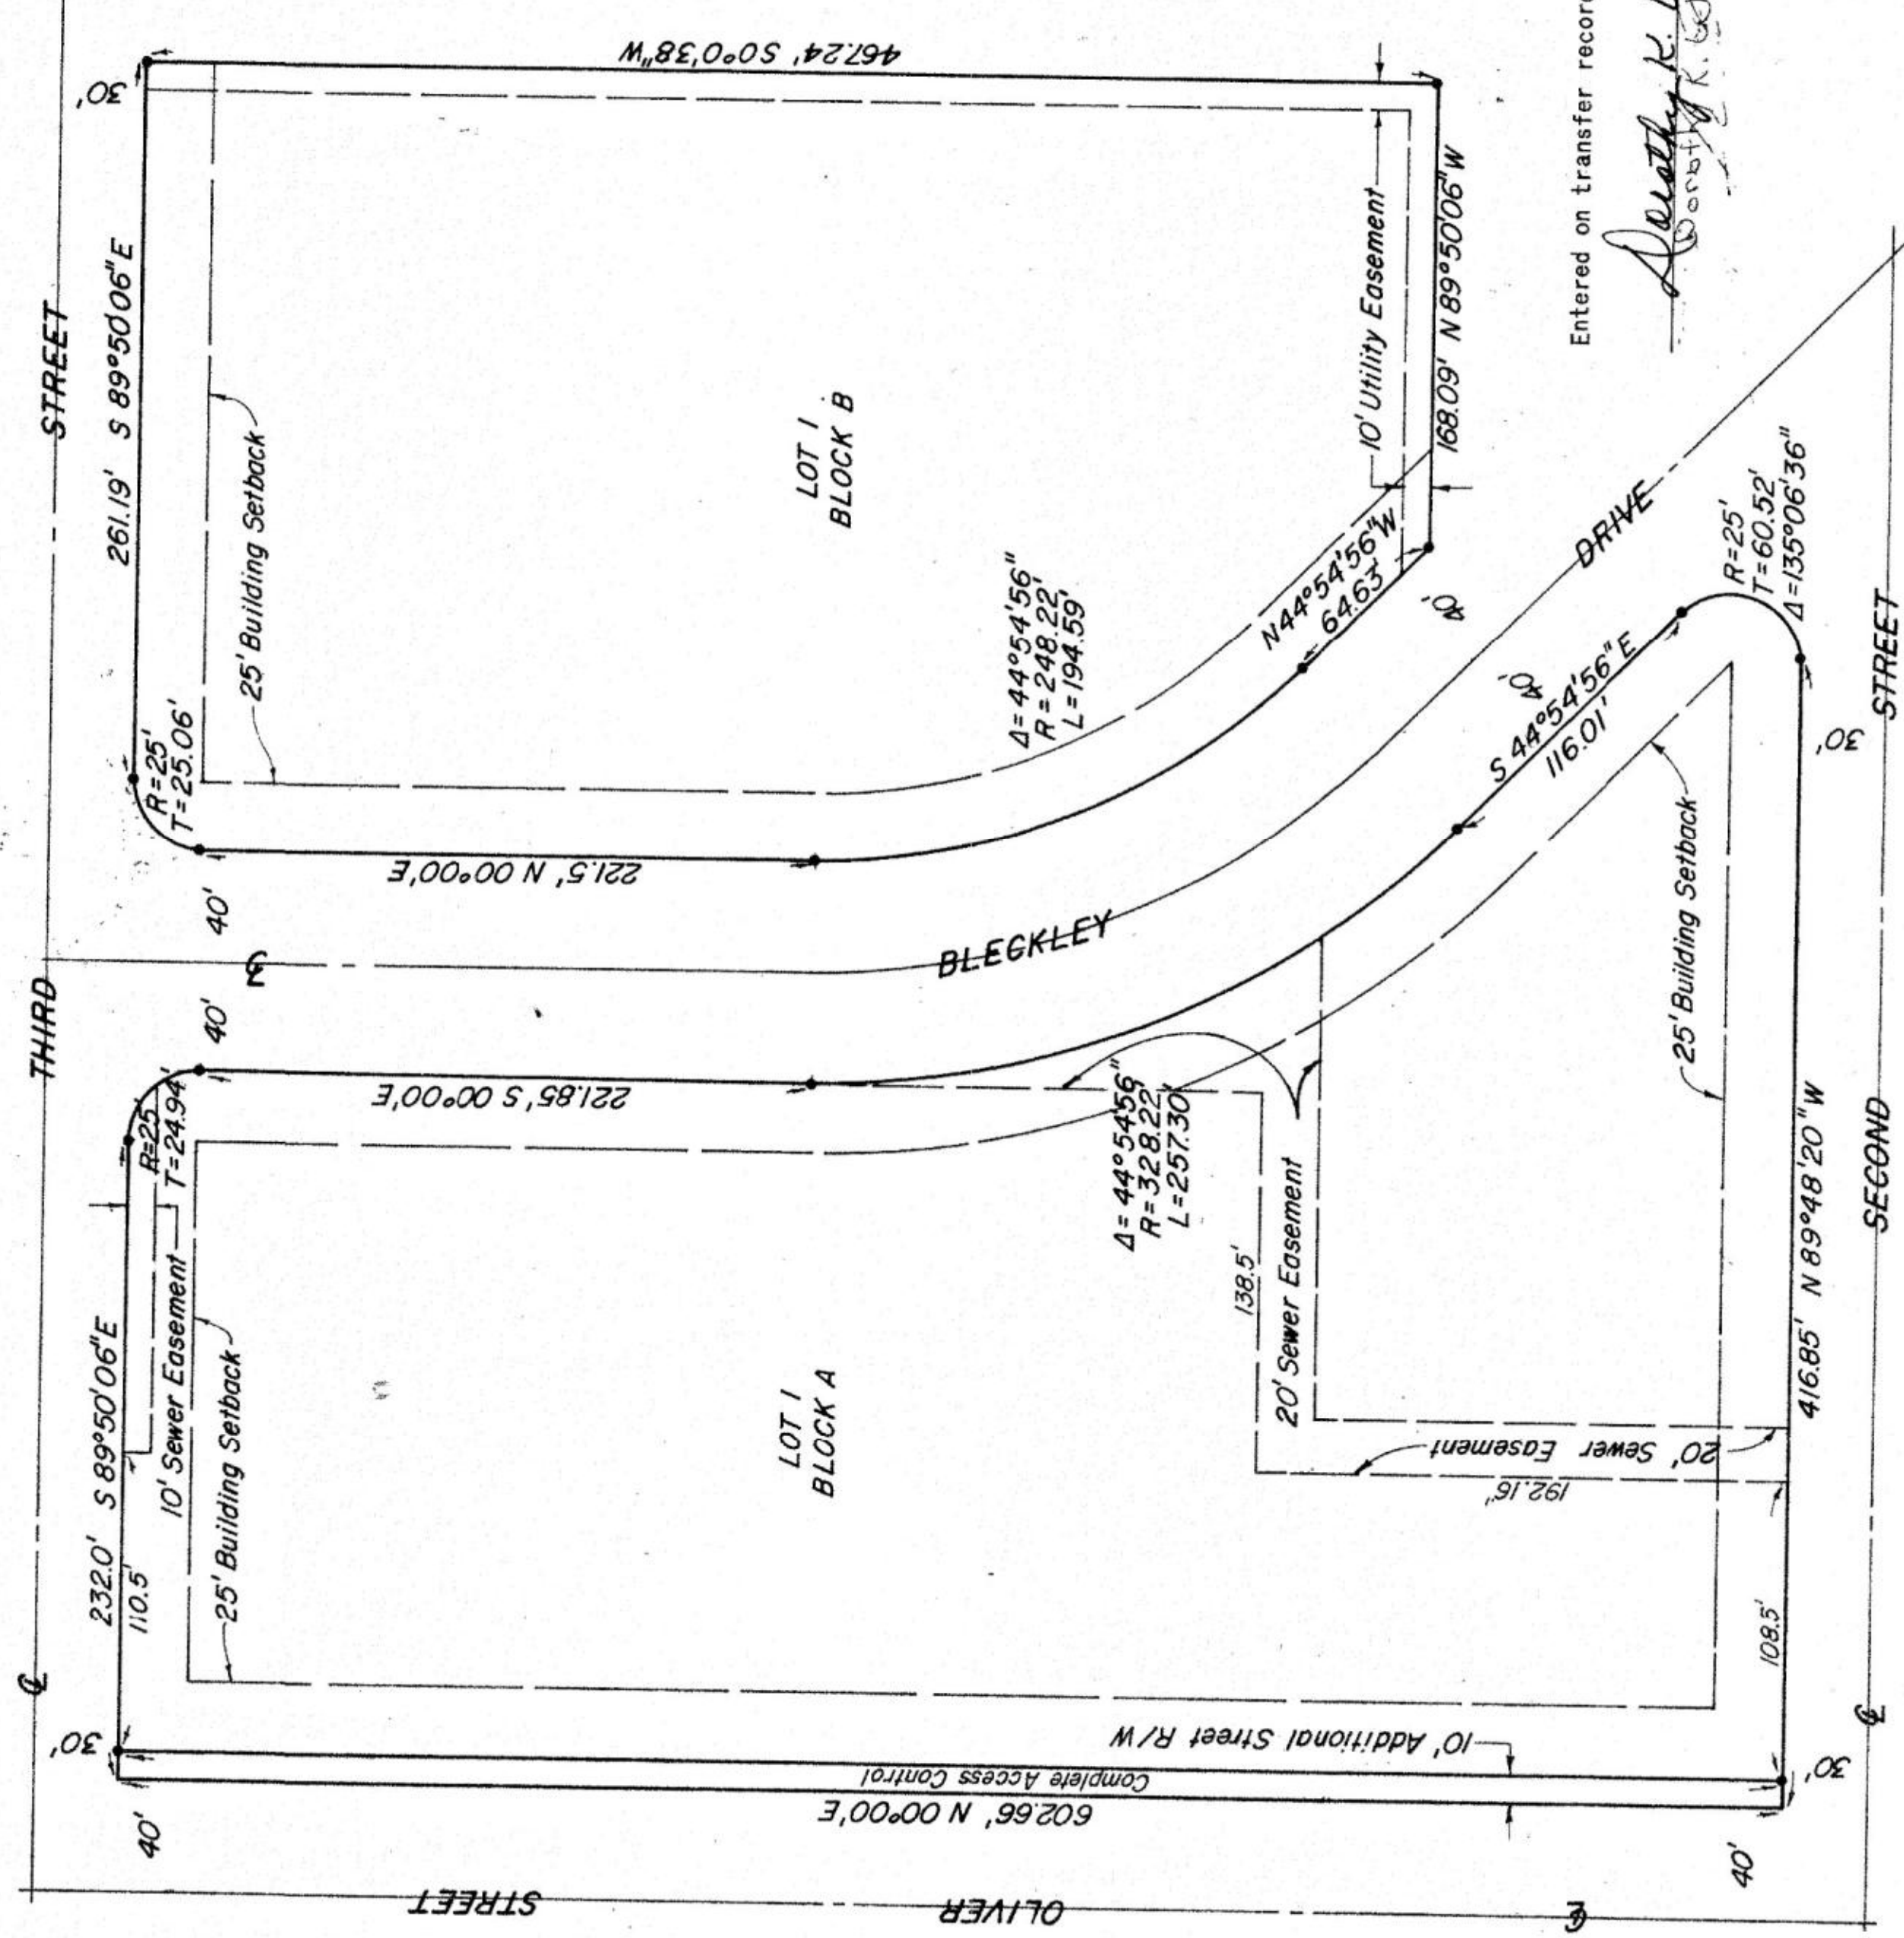 THIRD STREET
30'
261.19' S 89°50'06"E
467.24' S0°0'38"W
R=25'
T=25.06'
25' Building Setback
40'
221.5' N 00°00'E
LOT 1
BLOCK B
Δ=44°54'56"
R=248.22'
L=194.59'
N44°54'56"W
64.63'
10' Utility Easement
168.09' N 89°50'06"W
40'
BLECKLEY DRIVE
Entered on transfer recor
Dorothy K.
40'
232.0' S 89°50'06"E
110.5'
30'
R=25'
T=24.94'
10' Sewer Easement
25' Building Setback
40'
221.85' S 00°00'E
LOT 1
BLOCK A
Δ=44°54'56"
R=328.22'
L=257.30'
138.5'
20' Sewer Easement
20' Sewer Easement
192.16'
S 44°54'56"E
116.01'
R=25'
T=60.52'
Δ=135°06'36"
25' Building Setback
30'
108.5'
416.85' N 89°48'20"W
SECOND STREET
10' Additional Street R/W
Complete Access Control
602.66' N 00°00'E
30'
40'
40'
OLIVER STREET